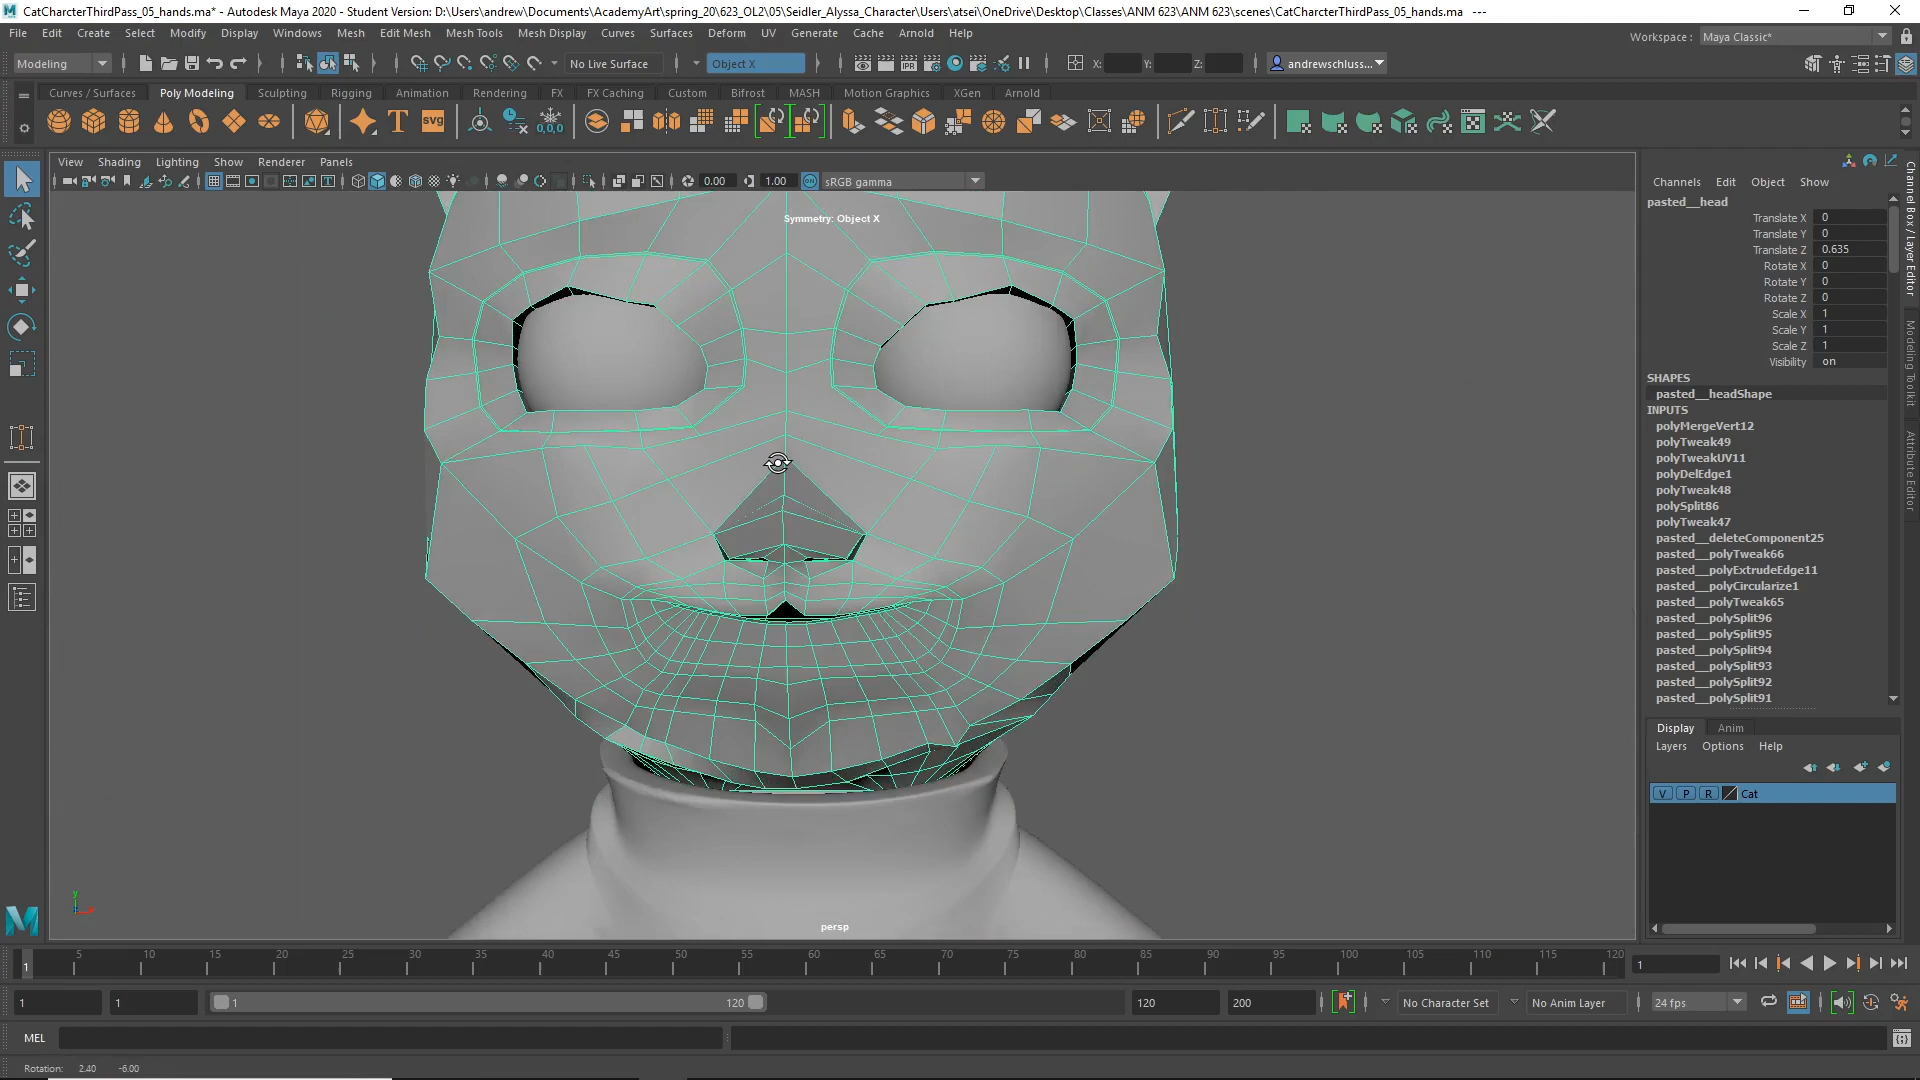 CatCharcterThirdPass_05_hands.ma* - Autodesk Maya 2020 - Student Version: D:\Users\andrew\Documents\AcademyArt\spring_20\623_OL2\05\Seidler_Alyssa_Character\Users\atsei\OneDrive\Desktop\Classes\ANM 623\ANM 623\scenes\CatCharcterThirdPass_05_hands.ma ---
File Edit Create Select Modify Display Windows Mesh Edit Mesh Mesh Tools Mesh Display Curves Surfaces Deform UV Generate Cache Arnold Help
Workspace : Maya Classic*
Modeling No Live Surface Object X X: Y: Z: andrewschluss...
Curves / Surfaces Poly Modeling Sculpting Rigging Animation Rendering FX FX Caching Custom Bifrost MASH Motion Graphics XGen Arnold
T svg 0,0,0
View Shading Lighting Show Renderer Panels
0.00 1.00 ON sRGB gamma
Symmetry: Object X
persp
Channels Edit Object Show
pasted__head
Translate X 0
Translate Y 0
Translate Z 0.635
Rotate X 0
Rotate Y 0
Rotate Z 0
Scale X 1
Scale Y 1
Scale Z 1
Visibility on
SHAPES
pasted__headShape
INPUTS
polyMergeVert12
polyTweak49
polyTweakUV11
polyDelEdge1
polyTweak48
polySplit86
polyTweak47
pasted__deleteComponent25
pasted__polyTweak66
pasted__polyExtrudeEdge11
pasted__polyCircularize1
pasted__polyTweak65
pasted__polySplit96
pasted__polySplit95
pasted__polySplit94
pasted__polySplit93
pasted__polySplit92
pasted__polySplit91
Display Anim
Layers Options Help
V P R Cat
Channel Box / Layer Editor
Modeling Toolkit
Attribute Editor
1 5 10 15 20 25 30 35 40 45 50 55 60 65 70 75 80 85 90 95 100 105 110 115 120 1
1 1 1 120 120 200 No Character Set No Anim Layer 24 fps
MEL
Rotation: 2.40 -6.00